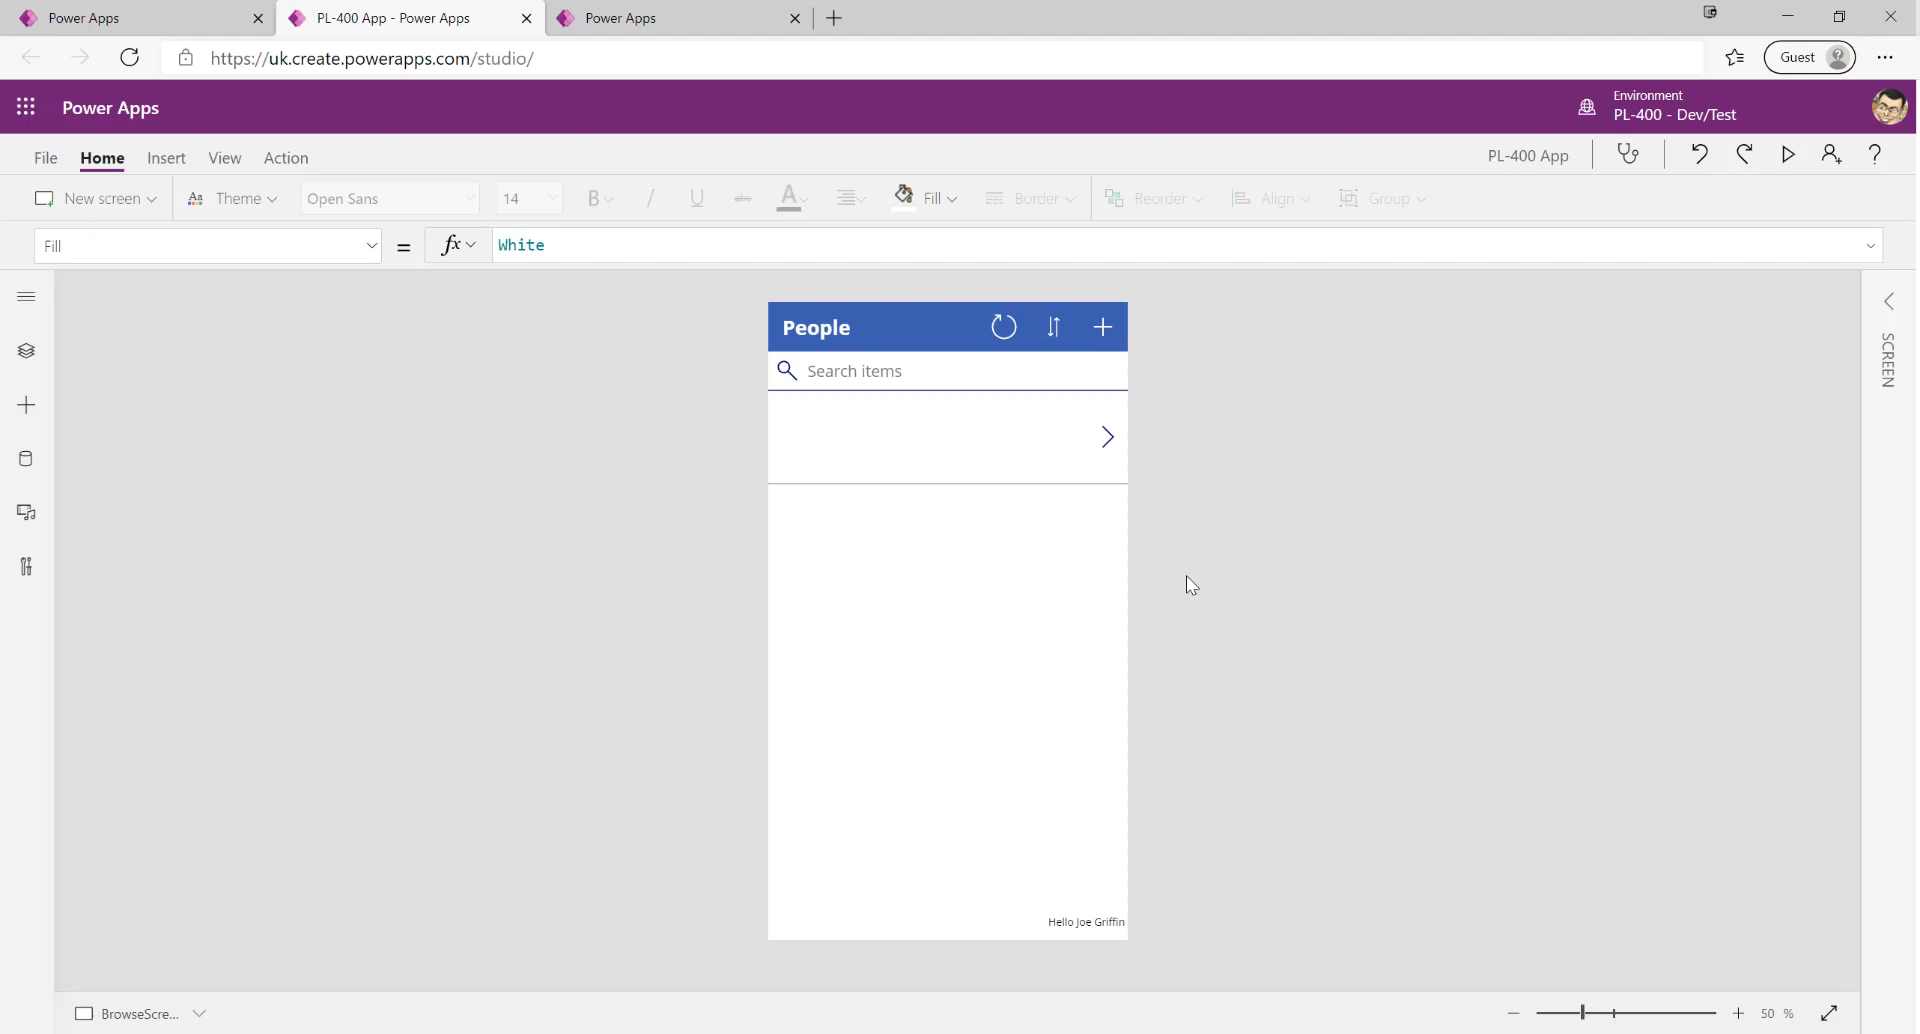 Power Apps
PL-400 App - Power Apps
Power Apps
https://uk.create.powerapps.com/studio/
Guest
Power Apps
Environment
PL-400 - Dev/Test
File Home Insert View Action
PL-400 App
New screen Theme Open Sans 14 B / U abc A Fill Border Reorder Align Group
Fill = fx White
People
Search items
SCREEN
Hello Joe Griffin
BrowseScre... 50 %